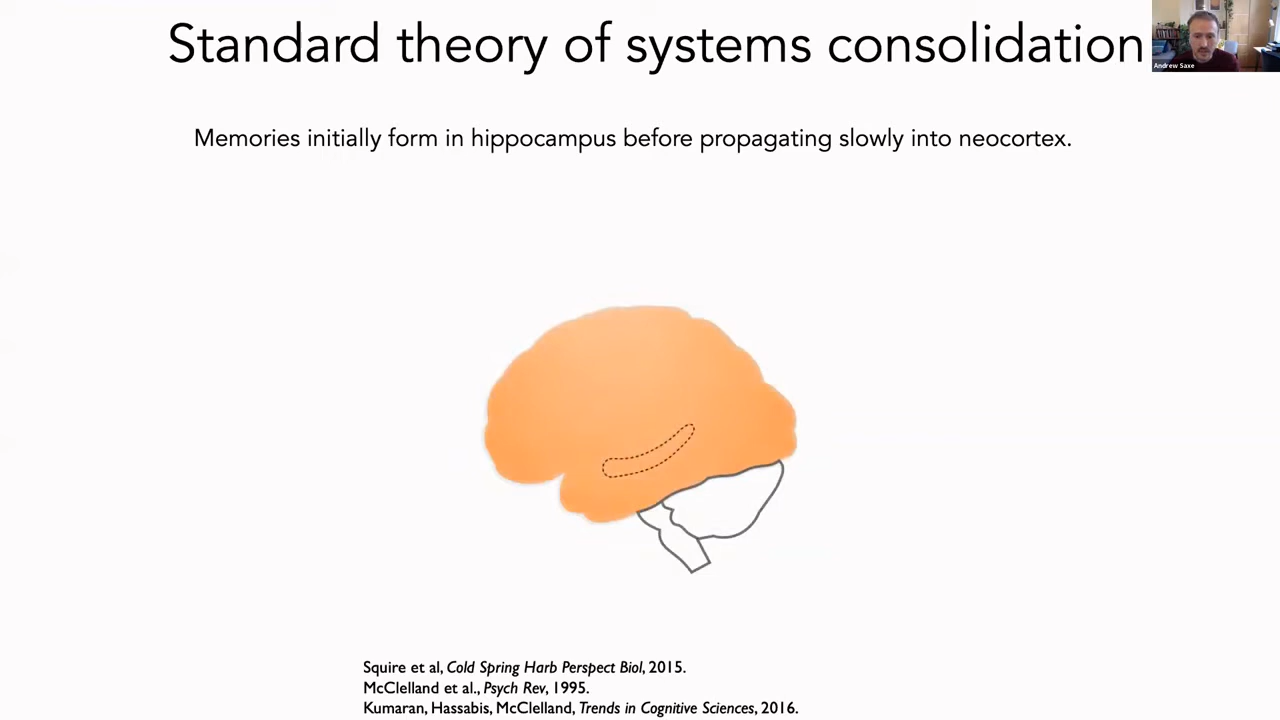 Standard theory of systems consolidation
Andrew Saxe
Memories initially form in hippocampus before propagating slowly into neocortex.
Squire et al, Cold Spring Harb Perspect Biol, 2015.
McClelland et al., Psych Rev, 1995.
Kumaran, Hassabis, McClelland, Trends in Cognitive Sciences, 2016.